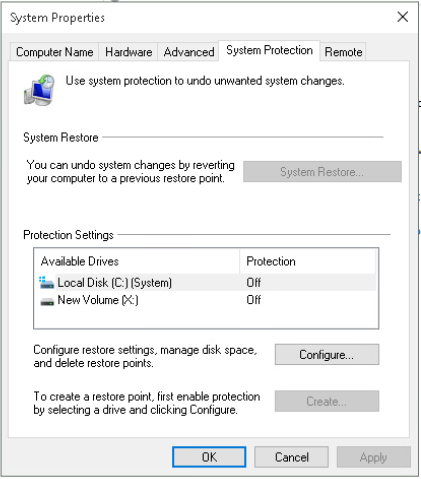 System Properties
Computer Name Hardware Advanced System Protection Remote
Use system protection to undo unwanted system changes.
System Restore
You can undo system changes by reverting
your computer to a previous restore point.
System Restore...
Protection Settings
Available Drives Protection
Local Disk (C:) (System) Off
New Volume (X:) Off
Configure restore settings, manage disk space,
and delete restore points.
Configure...
To create a restore point, first enable protection
by selecting a drive and clicking Configure.
Create...
OK Cancel Apply